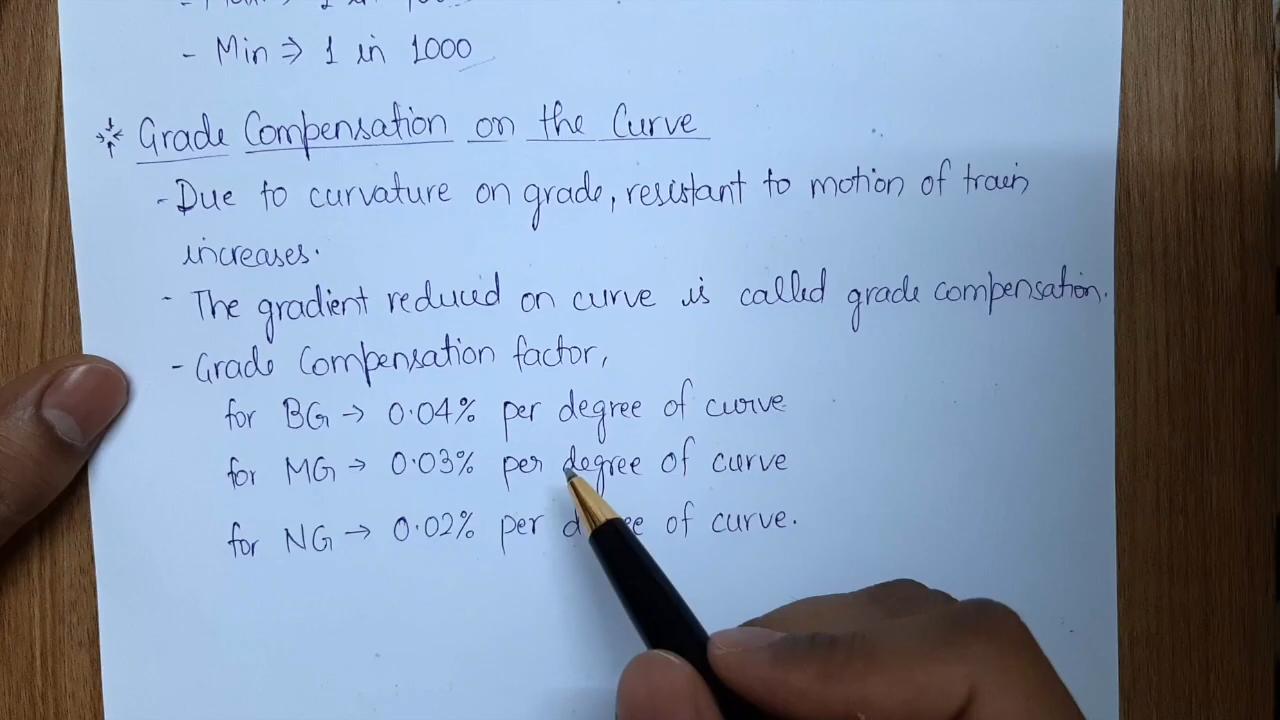 - Min ⇒ 1 in 1000
Grade Compensation on the Curve
- Due to curvature on grade, resistant to motion of train
increases.
- The gradient reduced on curve is called grade compensation.
- Grade Compensation factor,
for BG → 0.04% per degree of curve
for MG → 0.03% per degree of curve
for NG → 0.02% per degree of curve.